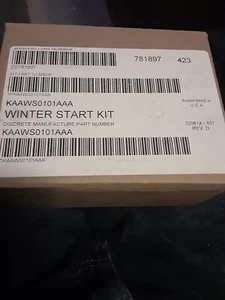 781897 423
KAAWS0101AAA
Assembled in
U.S.A.
WINTER START KIT
DISCRETE MANUFACTURE PART NUMBER
KAAWS0101AAA
REV. D